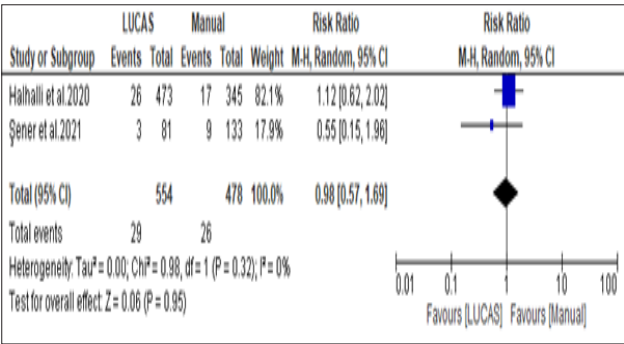 LUCAS Manual Risk Ratio Risk Ratio
Study or Subgroup Events Total Events Total Weight M-H, Random, 95% CI M-H, Random, 95% CI
Halhalli et al.2020 26 473 17 345 82.1% 1.12 [0.62, 2.02]
Şener et al.2021 3 81 9 133 17.9% 0.55 [0.15, 1.96]
Total (95% CI) 554 478 100.0% 0.98 [0.57, 1.69]
Total events 29 26
Heterogeneity: Tau² = 0.00; Chi² = 0.98, df = 1 (P = 0.32); I² = 0%
Test for overall effect: Z = 0.06 (P = 0.95)
0.01 0.1 1 10 100
Favours [LUCAS] Favours [Manual]